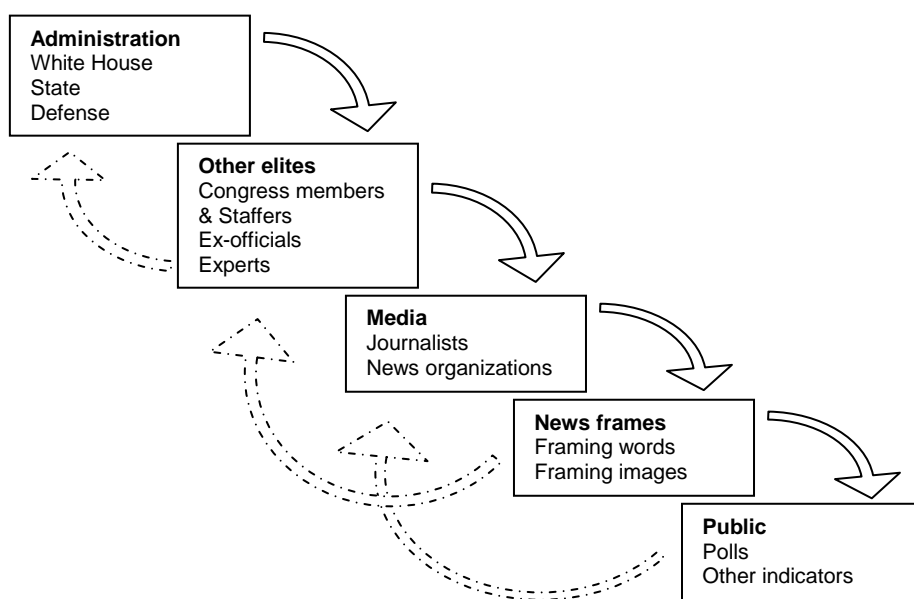 Administration
White House
State
Defense
Other elites
Congress members
& Staffers
Ex-officials
Experts
Media
Journalists
News organizations
News frames
Framing words
Framing images
Public
Polls
Other indicators